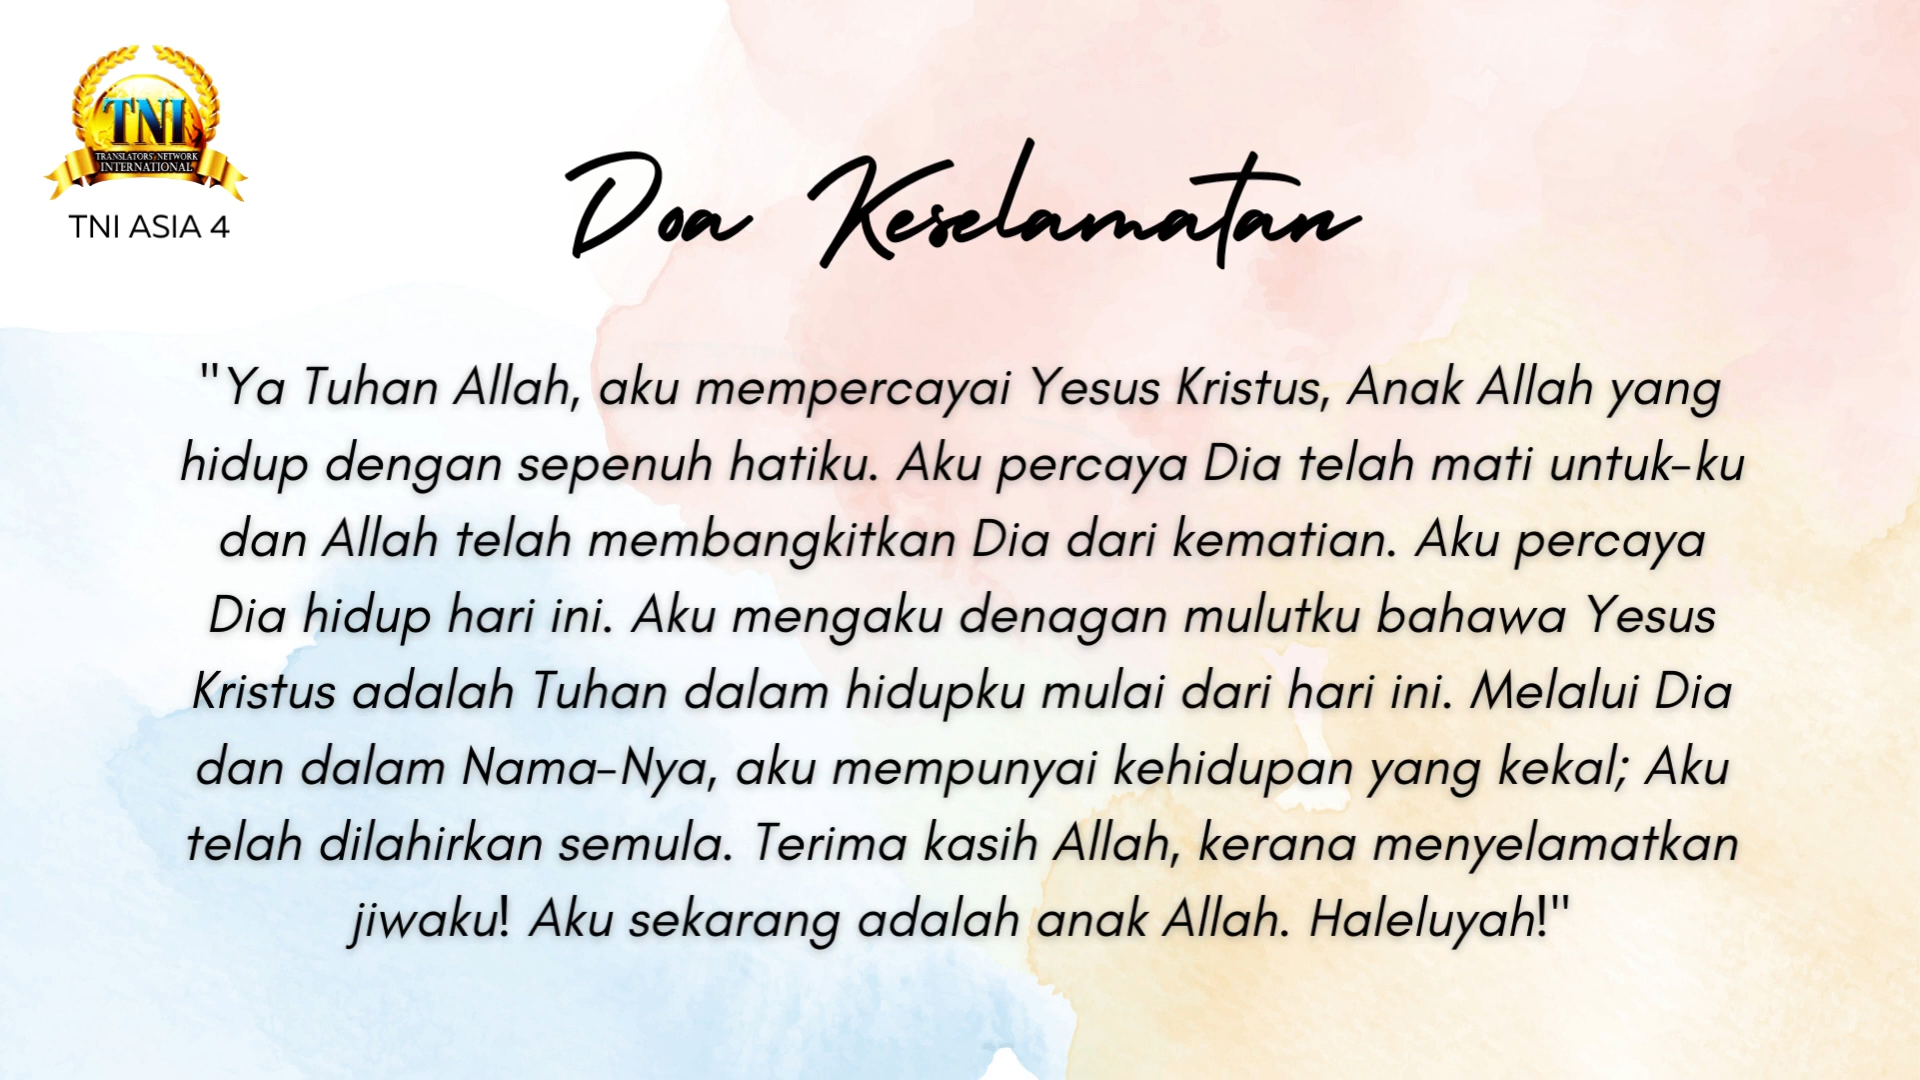 TNI
TRANSLATORS' NETWORK
INTERNATIONAL
TNI ASIA 4
Doa Keselamatan
"Ya Tuhan Allah, aku mempercayai Yesus Kristus, Anak Allah yang
hidup dengan sepenuh hatiku. Aku percaya Dia telah mati untuk-ku
dan Allah telah membangkitkan Dia dari kematian. Aku percaya
Dia hidup hari ini. Aku mengaku denagan mulutku bahawa Yesus
Kristus adalah Tuhan dalam hidupku mulai dari hari ini. Melalui Dia
dan dalam Nama-Nya, aku mempunyai kehidupan yang kekal; Aku
telah dilahirkan semula. Terima kasih Allah, kerana menyelamatkan
jiwaku! Aku sekarang adalah anak Allah. Haleluyah!"